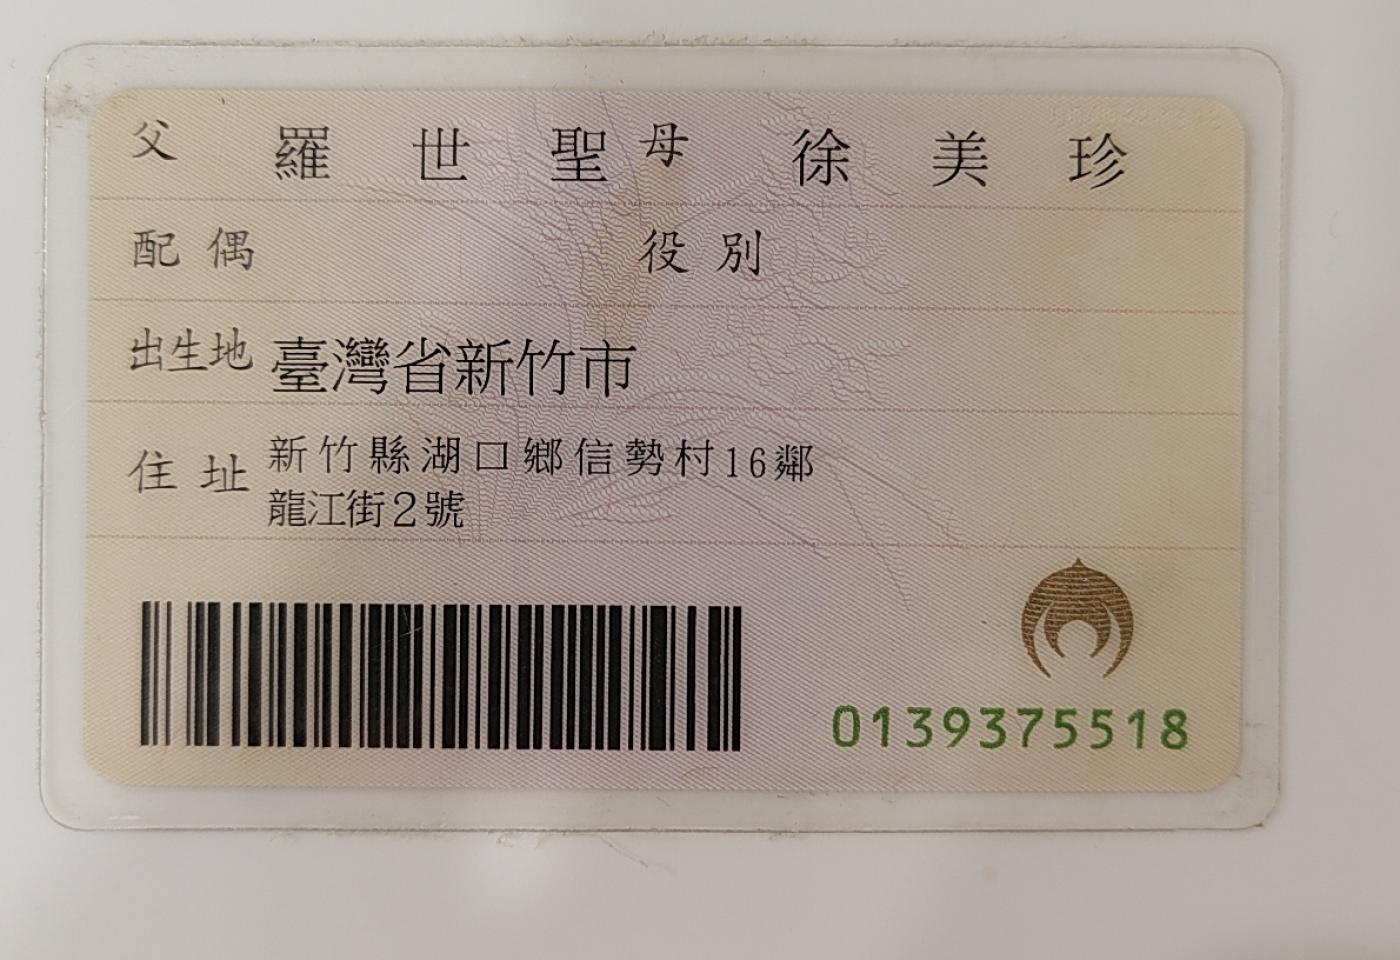 父 羅世聖 母 徐美珍
配偶 役別
出生地 臺灣省新竹市
住址 新竹縣湖口鄉信勢村16鄰
龍江街2號
0139375518